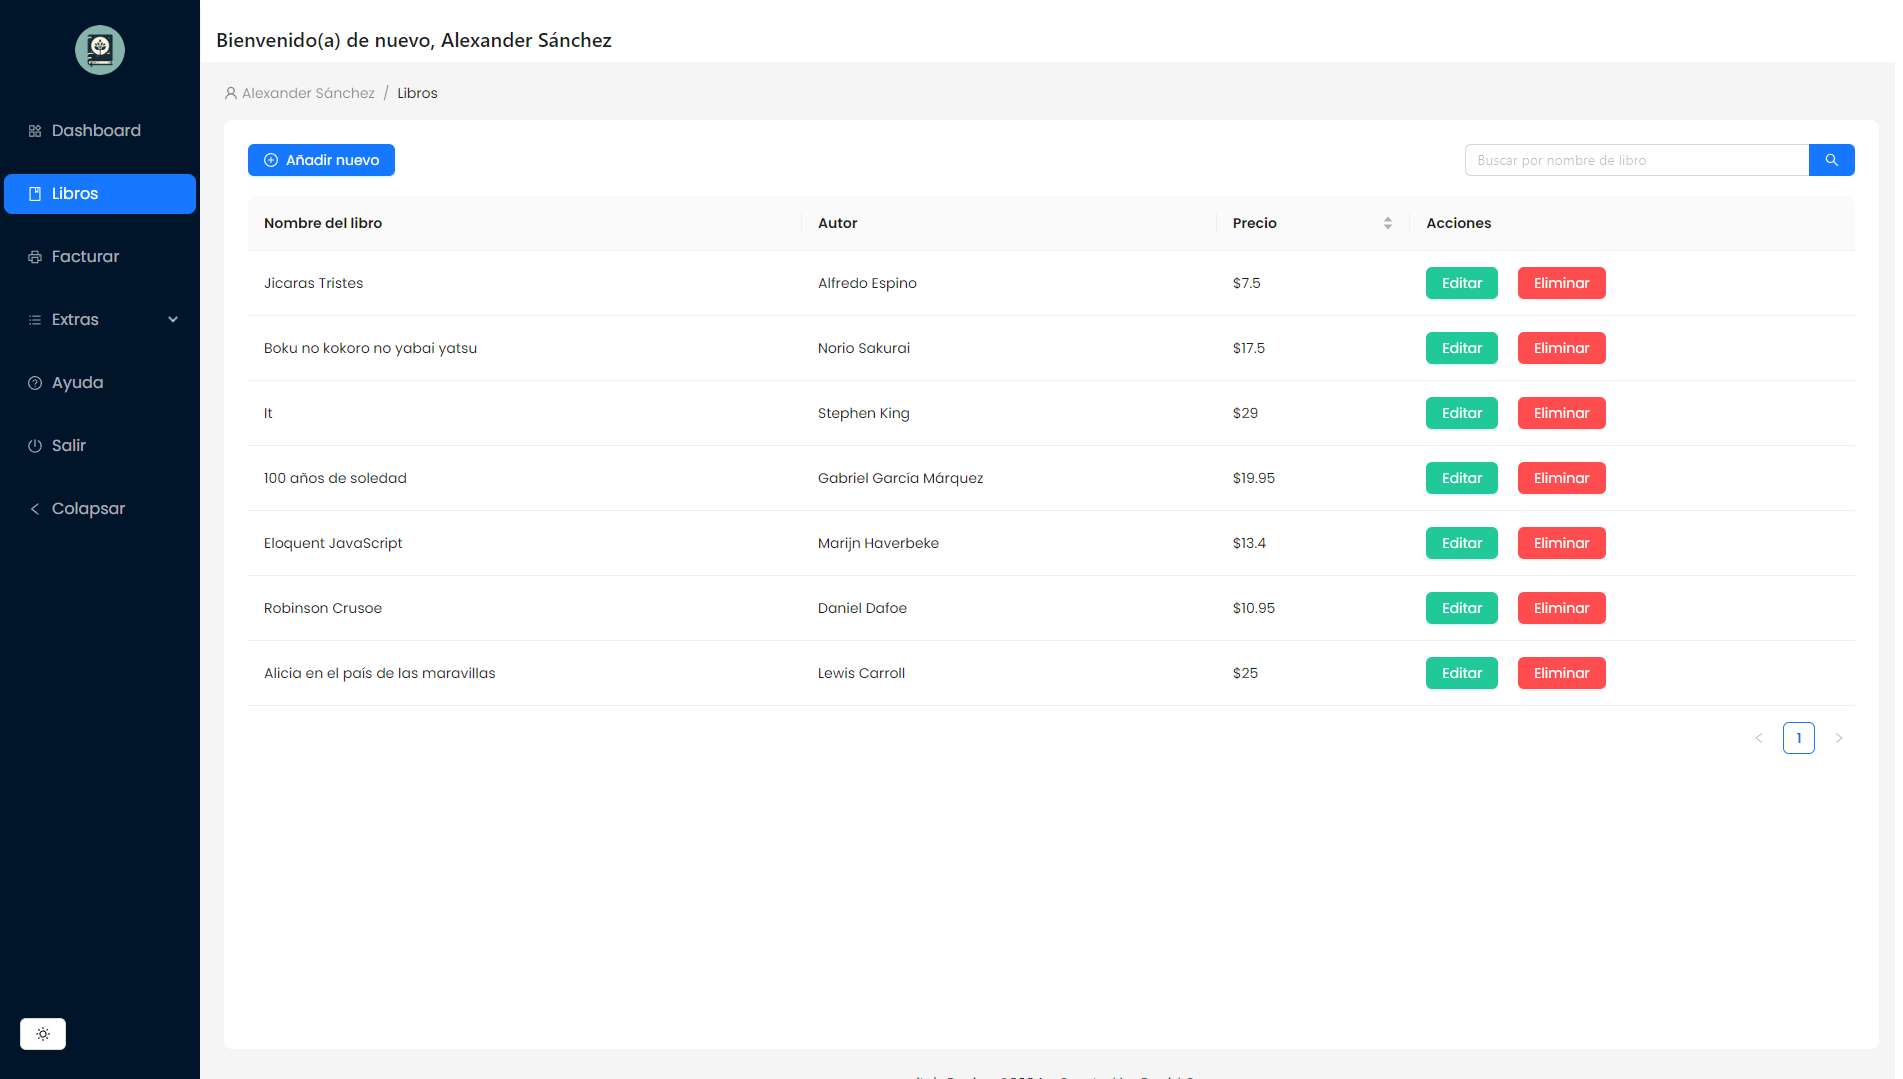 Bienvenido(a) de nuevo, Alexander Sánchez
Alexander Sánchez / Libros
Dashboard
Libros
Facturar
Extras
Ayuda
Salir
Colapsar
Añadir nuevo
Buscar por nombre de libro
Nombre del libro Autor Precio Acciones
Jicaras Tristes Alfredo Espino $7.5 Editar Eliminar
Boku no kokoro no yabai yatsu Norio Sakurai $17.5 Editar Eliminar
It Stephen King $29 Editar Eliminar
100 años de soledad Gabriel García Márquez $19.95 Editar Eliminar
Eloquent JavaScript Marijn Haverbeke $13.4 Editar Eliminar
Robinson Crusoe Daniel Dafoe $10.95 Editar Eliminar
Alicia en el país de las maravillas Lewis Carroll $25 Editar Eliminar
1